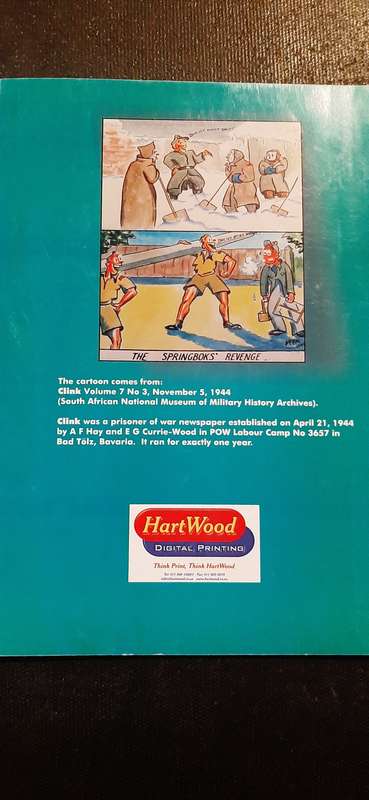 THE SPRINGBOKS' REVENGE.
The cartoon comes from:
Clink Volume 7 No 3, November 5, 1944
(South African National Museum of Military History Archives).
Clink was a prisoner of war newspaper established on April 21, 1944
by A F Hay and E G Currie-Wood in POW Labour Camp No 3657 in
Bad Tölz, Bavaria. It ran for exactly one year.
HartWood
DIGITAL PRINTING
Think Print, Think HartWood